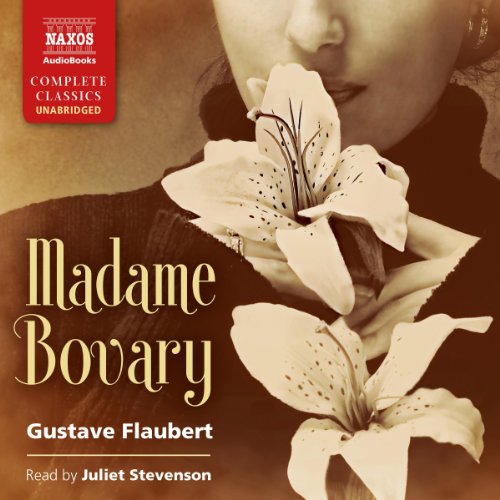 NAXOS
AudioBooks
COMPLETE
CLASSICS
UNABRIDGED
Madame
Bovary
Gustave Flaubert
Read by Juliet Stevenson